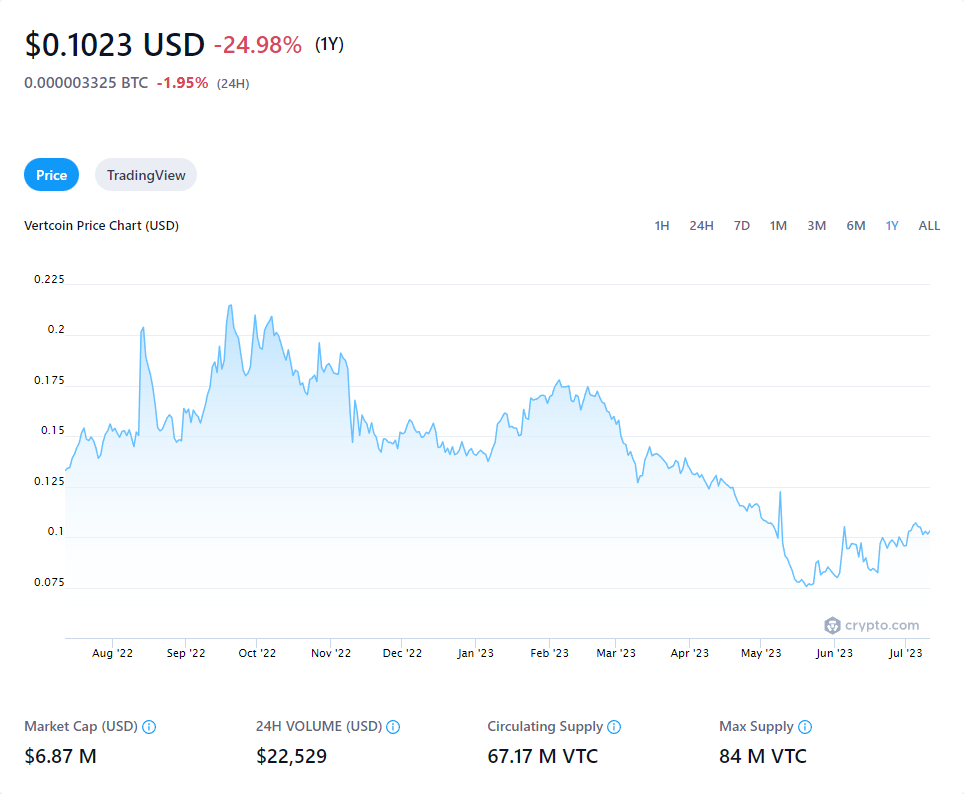 $0.1023 USD -24.98% (1Y)
0.000003325 BTC -1.95% (24H)
Price TradingView
Vertcoin Price Chart (USD) 1H 24H 7D 1M 3M 6M 1Y ALL
0.225
0.2
0.175
0.15
0.125
0.1
0.075
crypto.com
Aug '22 Sep '22 Oct '22 Nov '22 Dec '22 Jan '23 Feb '23 Mar '23 Apr '23 May '23 Jun '23 Jul '23
Market Cap (USD) 24H VOLUME (USD) Circulating Supply Max Supply
$6.87 M $22,529 67.17 M VTC 84 M VTC